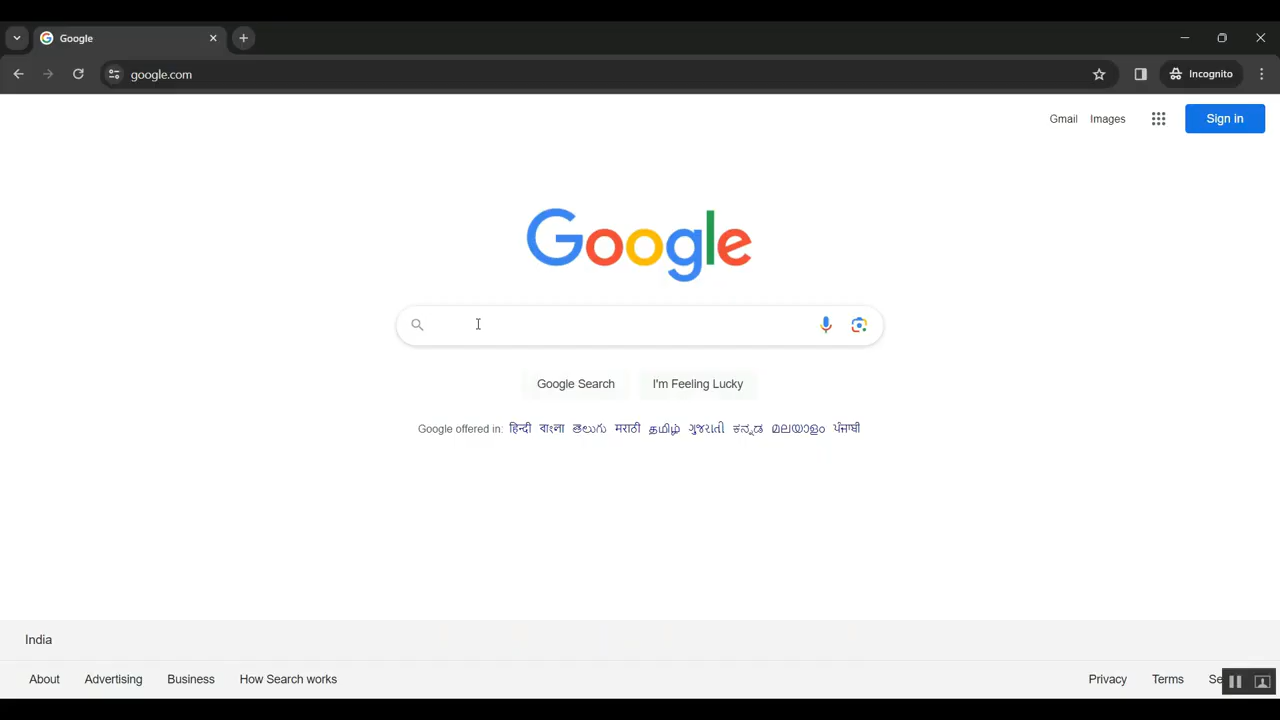 Google
google.com
Incognito
Gmail Images Sign in
Google
Google Search I'm Feeling Lucky
Google offered in: हिन्दी বাংলা తెలుగు मराठी தமிழ் ગુજરાતી ಕನ್ನಡ മലയാളം ਪੰਜਾਬੀ
India
About Advertising Business How Search works Privacy Terms Se